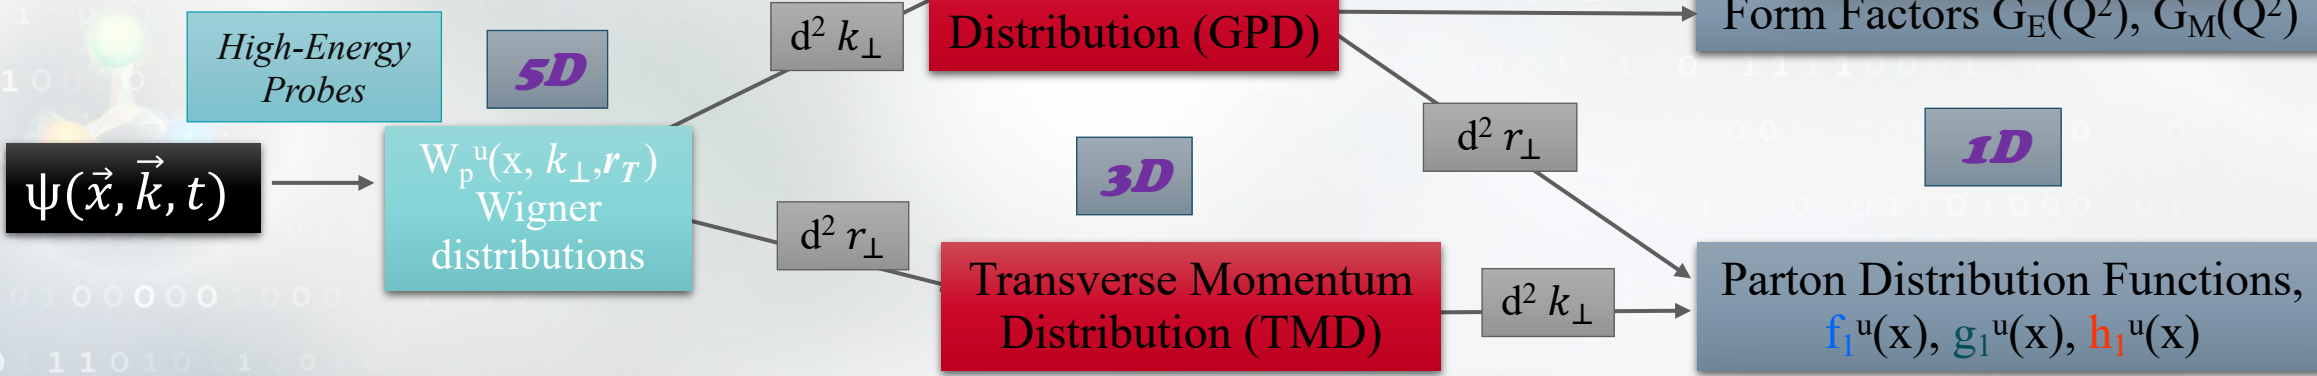 High-Energy
Probes
5D
d² k⊥
Distribution (GPD)
Form Factors G_E(Q²), G_M(Q²)
ψ(x⃗, k⃗, t)
W_p^u(x, k⊥,r_T)
Wigner
distributions
d² r⊥
3D
d² r⊥
1D
Transverse Momentum
Distribution (TMD)
d² k⊥
Parton Distribution Functions,
f₁^u(x), g₁^u(x), h₁^u(x)